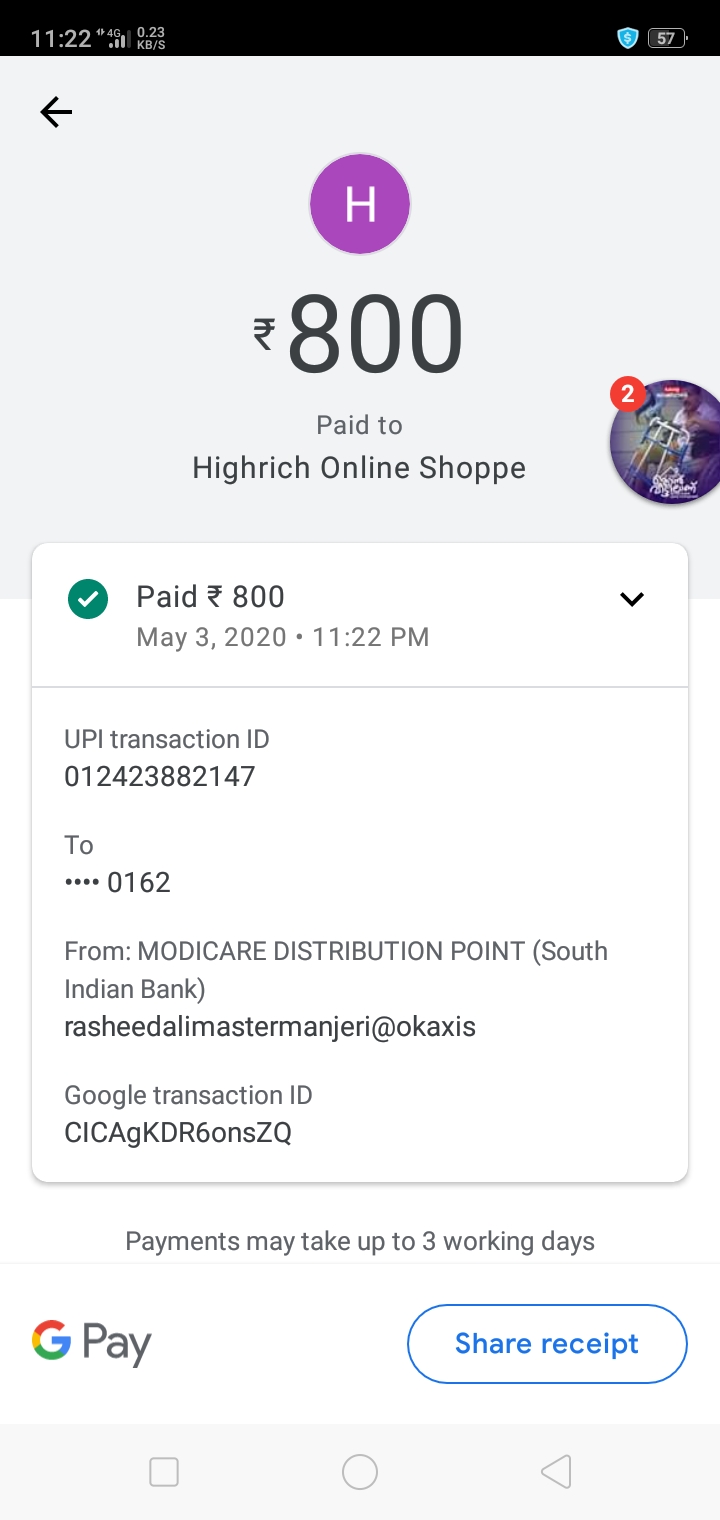 11:22 4G 0.23
KB/S
57
H
₹800
2
Paid to
Highrich Online Shoppe
Paid ₹ 800
May 3, 2020 • 11:22 PM
UPI transaction ID
012423882147
To
•••• 0162
From: MODICARE DISTRIBUTION POINT (South
Indian Bank)
rasheedalimastermanjeri@okaxis
Google transaction ID
CICAgKDR6onsZQ
Payments may take up to 3 working days
G Pay
Share receipt